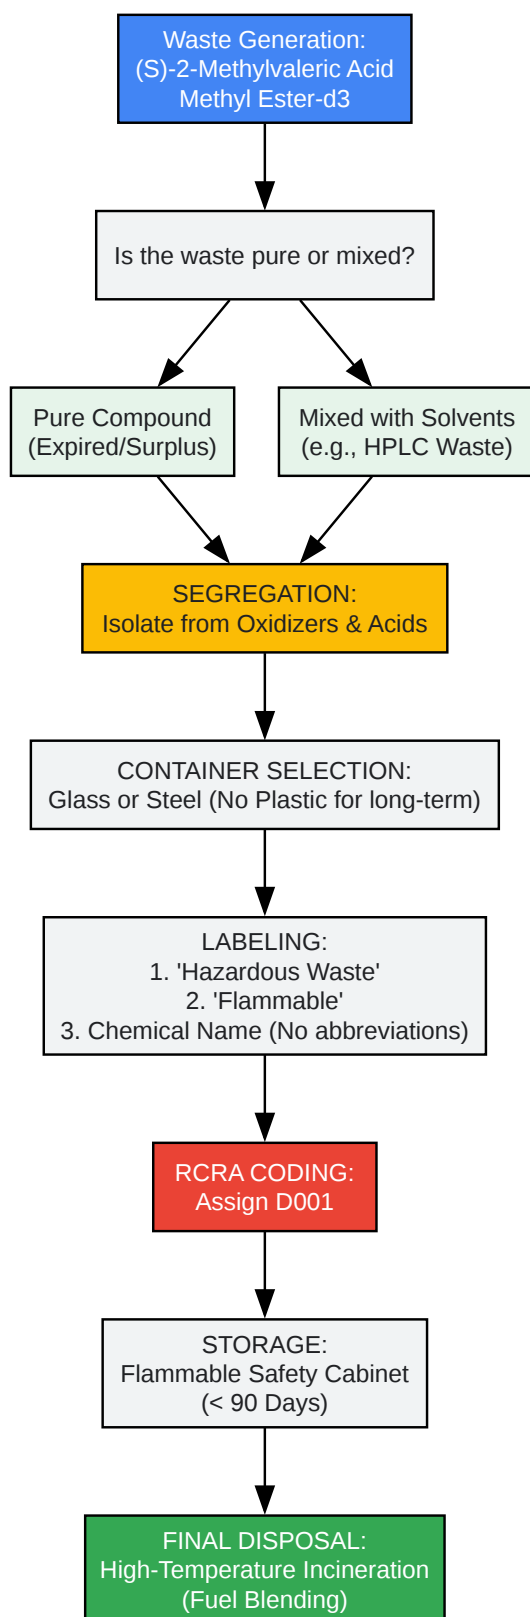 Waste Generation:
(S)-2-Methylvaleric Acid
Methyl Ester-d3
Is the waste pure or mixed?
Pure Compound
(Expired/Surplus)
Mixed with Solvents
(e.g., HPLC Waste)
SEGREGATION:
Isolate from Oxidizers & Acids
CONTAINER SELECTION:
Glass or Steel (No Plastic for long-term)
LABELING:
1. 'Hazardous Waste'
2. 'Flammable'
3. Chemical Name (No abbreviations)
RCRA CODING:
Assign D001
STORAGE:
Flammable Safety Cabinet
(< 90 Days)
FINAL DISPOSAL:
High-Temperature Incineration
(Fuel Blending)